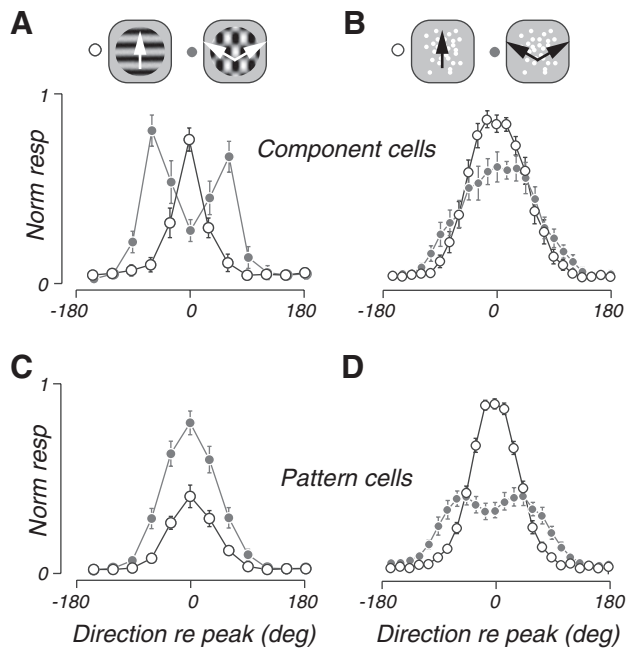 A
B
1
Norm resp
Component cells
0
-180
0
180
-180
0
180
C
D
1
Norm resp
Pattern cells
0
-180
0
180
-180
0
180
Direction re peak (deg)
Direction re peak (deg)